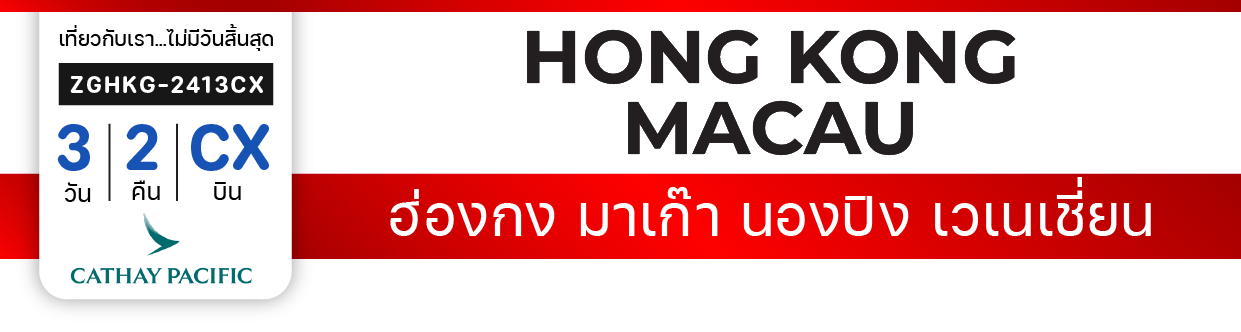 เที่ยวกับเรา...ไม่มีวันสิ้นสุด
ZGHKG-2413CX
3 2 CX
วัน คืน บิน
CATHAY PACIFIC
HONG KONG
MACAU
ฮ่องกง มาเก๊า นองปิง เวเนเชี่ยน